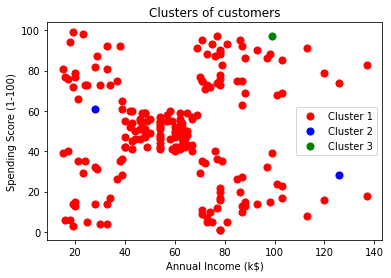 Clusters of customers
100
80
60
40
20
0
Spending Score (1-100)
Cluster 1
Cluster 2
Cluster 3
20
40
60
80
100
120
140
Annual Income (k$)